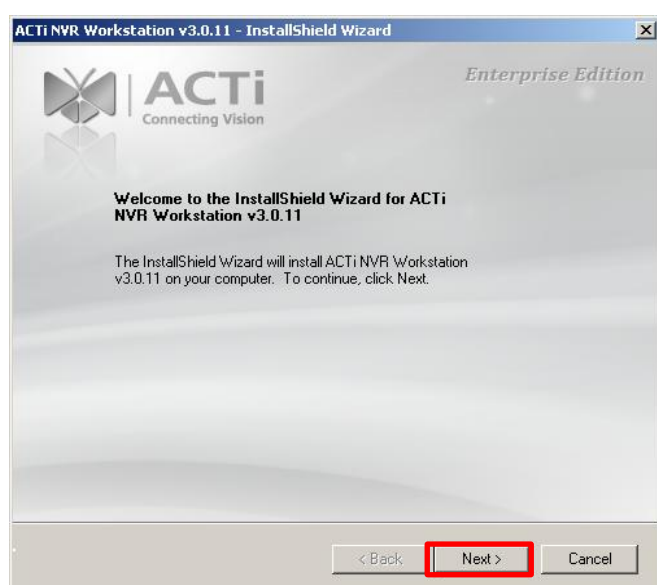 ACTi NVR Workstation v3.0.11 - InstallShield Wizard
Enterprise Edition
ACTi
Connecting Vision
Welcome to the InstallShield Wizard for ACTi
NVR Workstation v3.0.11
The InstallShield Wizard will install ACTi NVR Workstation
v3.0.11 on your computer. To continue, click Next.
< Back
Next >
Cancel